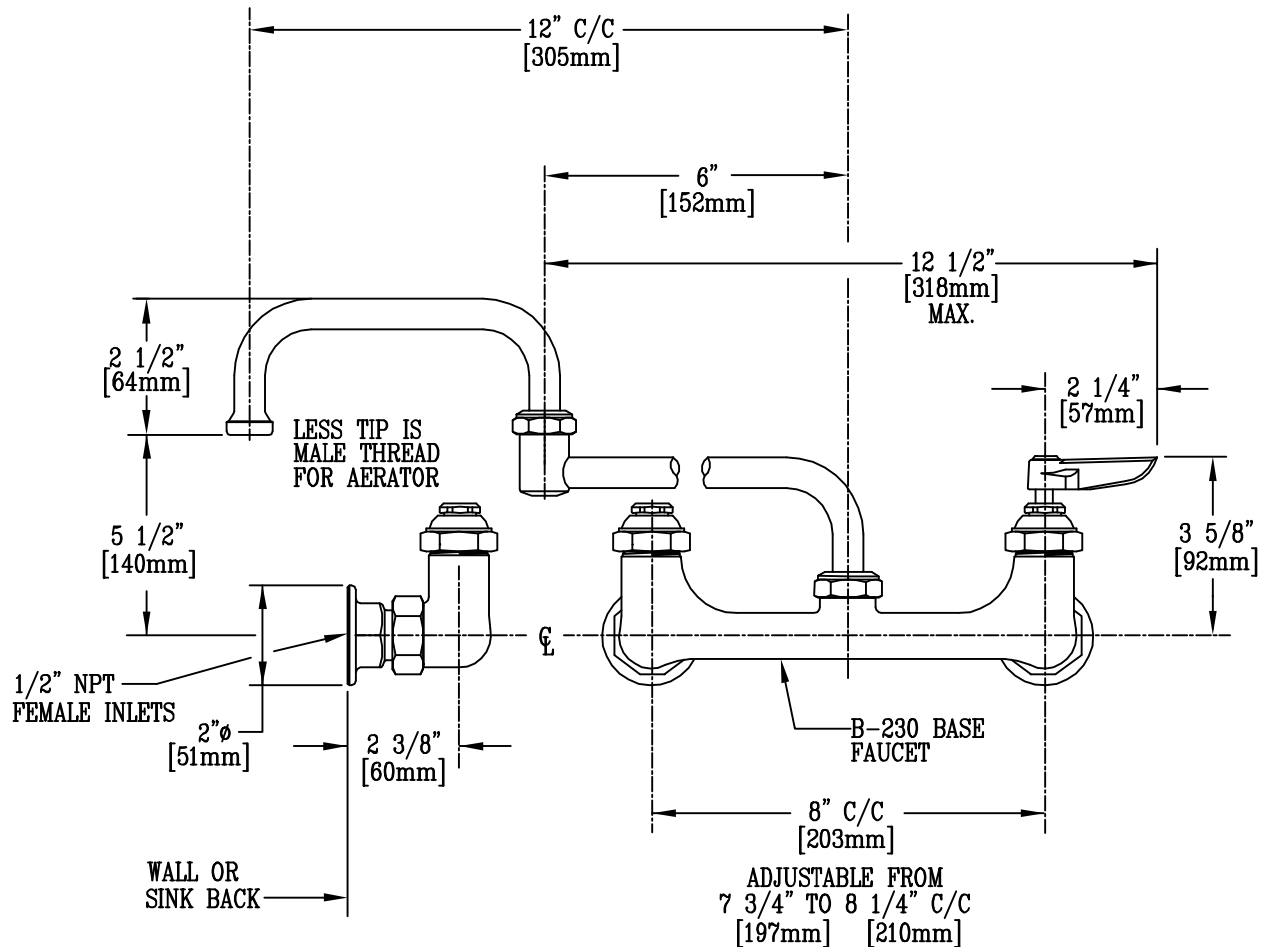 12" C/C
[305mm]
6"
[152mm]
12 1/2"
[318mm]
MAX.
2 1/2"
[64mm]
2 1/4"
[57mm]
LESS TIP IS
MALE THREAD
FOR AERATOR
5 1/2"
[140mm]
3 5/8"
[92mm]
℄
1/2" NPT
FEMALE INLETS
2"ø
[51mm]
2 3/8"
[60mm]
B-230 BASE
FAUCET
8" C/C
[203mm]
WALL OR
SINK BACK
ADJUSTABLE FROM
7 3/4" TO 8 1/4" C/C
[197mm] [210mm]